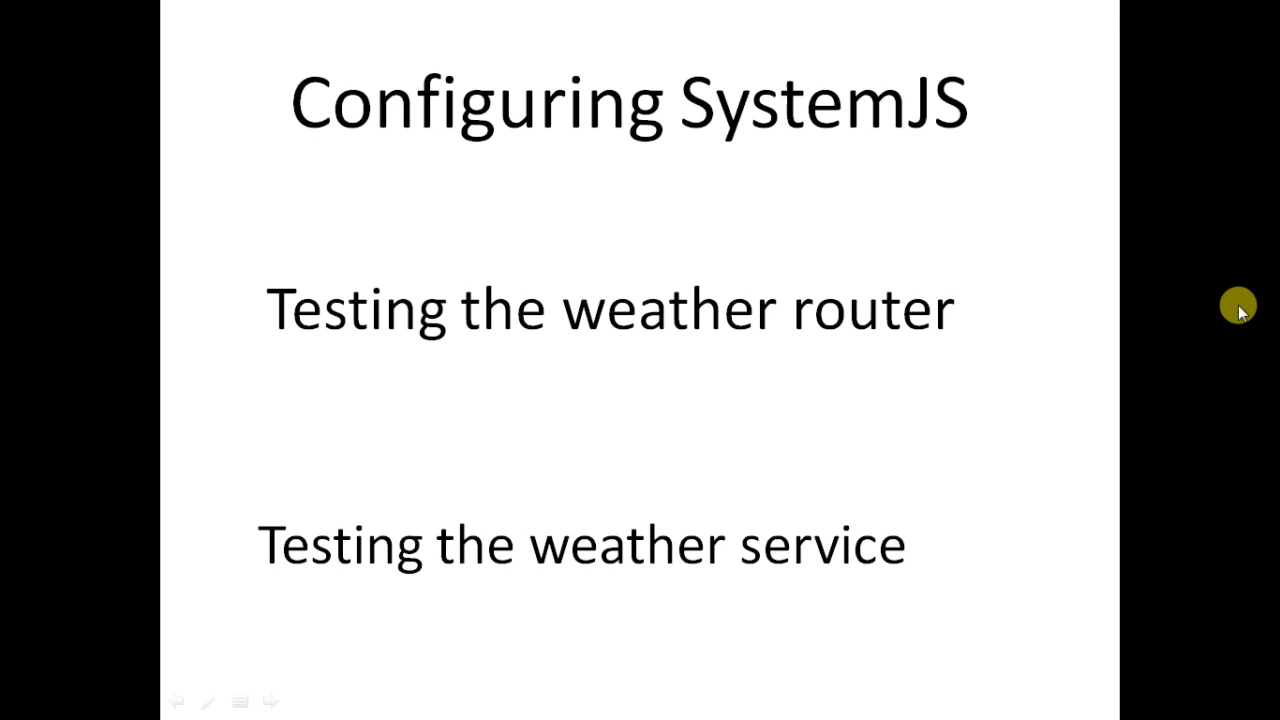 Configuring SystemJS
Testing the weather router
Testing the weather service